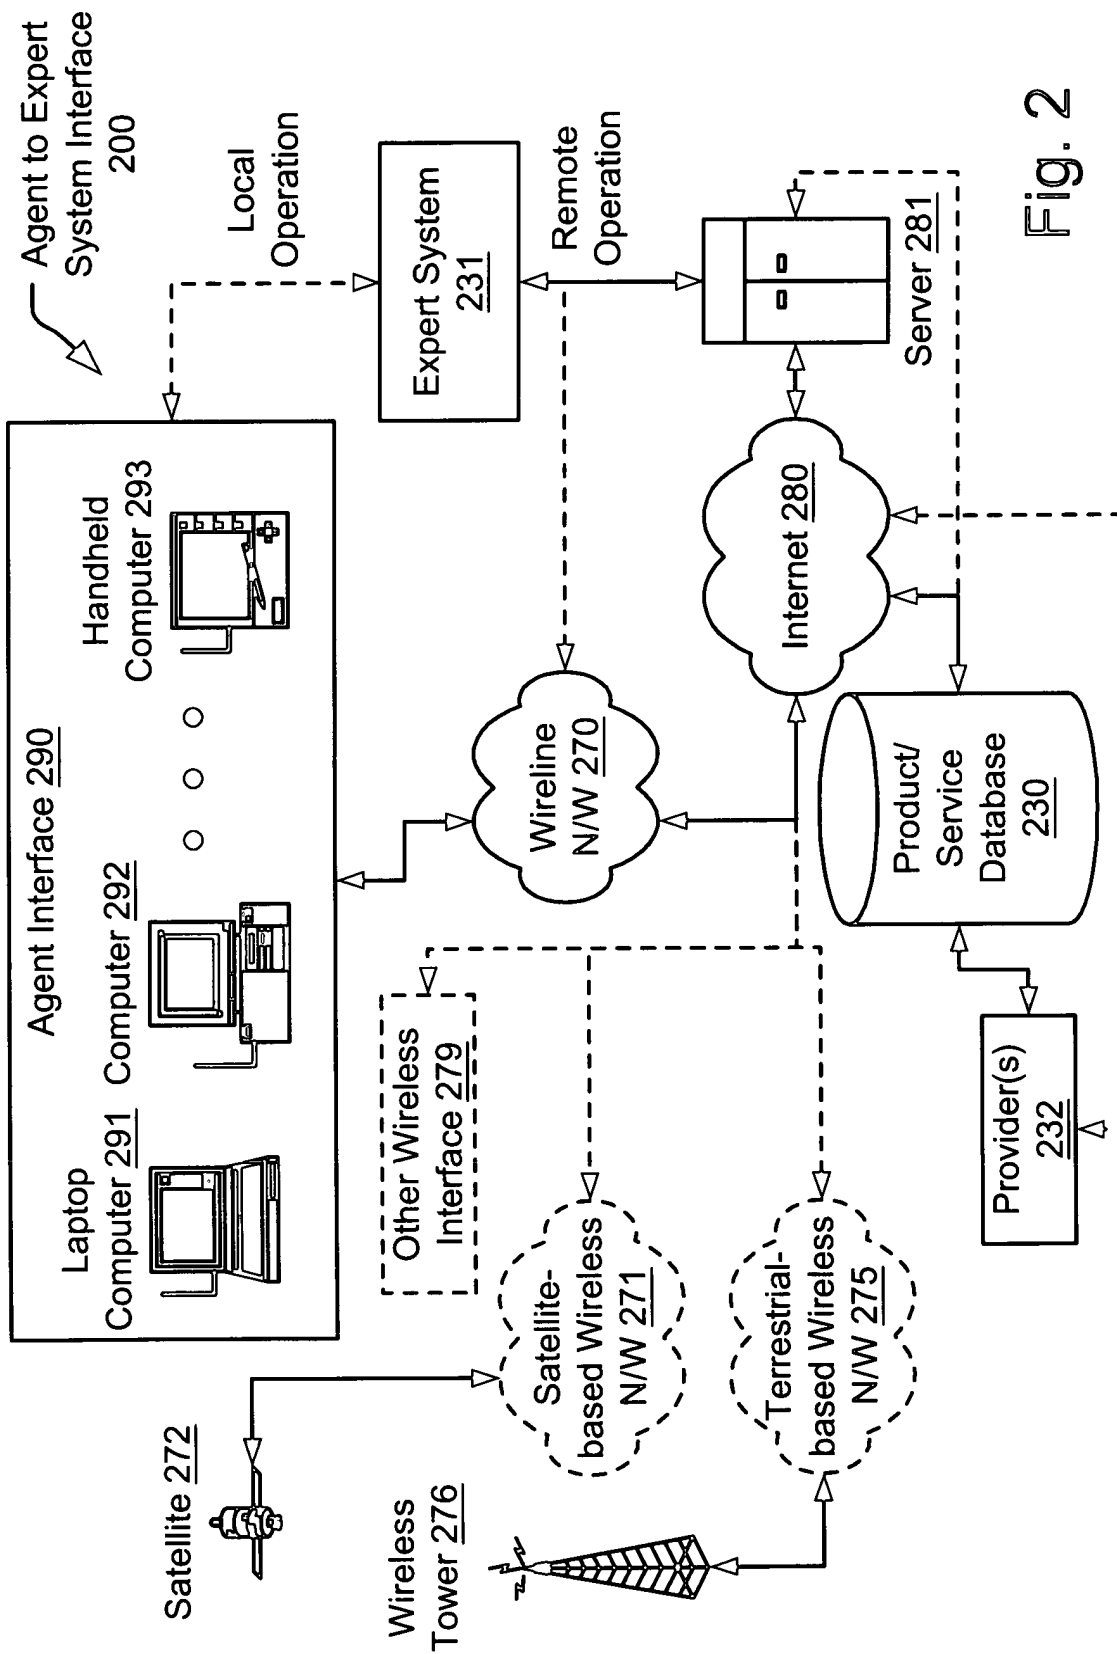 Agent to Expert
System Interface
200
Agent Interface 290
Laptop
Computer 291
Computer 292
Handheld
Computer 293
Local
Operation
Satellite 272
Other Wireless
Interface 279
Expert System
231
Wireless
Tower 276
Satellite-
based Wireless
N/W 271
Wireline
N/W 270
Remote
Operation
Terrestrial-
based Wireless
N/W 275
Internet 280
Server 281
Product/
Service
Database
230
Provider(s)
232
Fig. 2